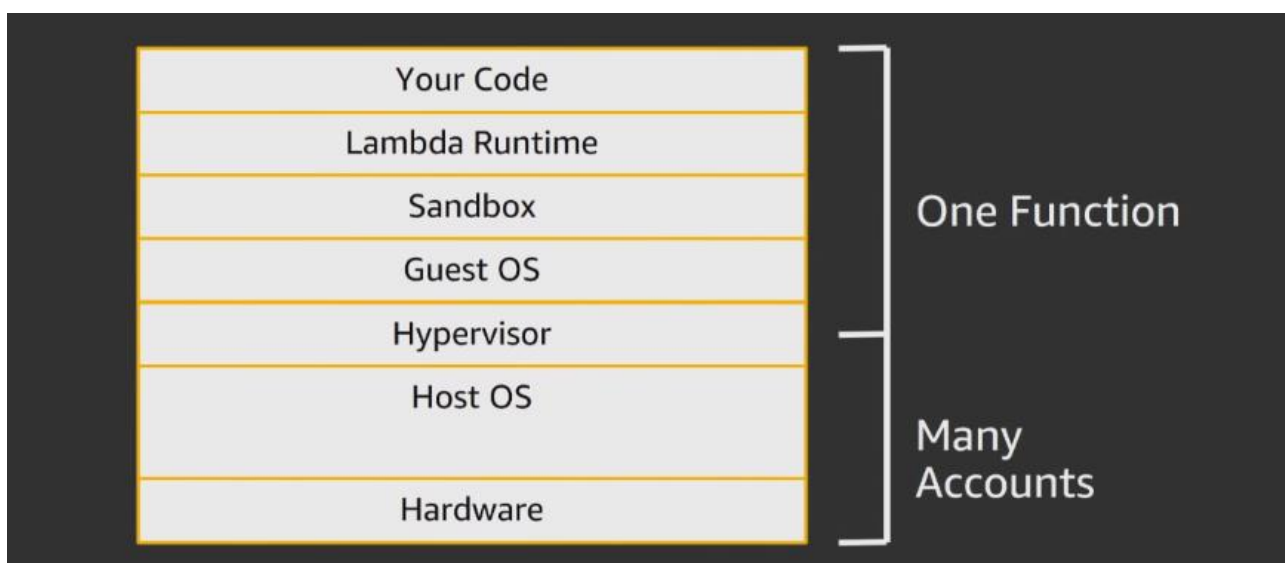 Your Code
Lambda Runtime
Sandbox
Guest OS
Hypervisor
Host OS
Hardware
One Function
Many
Accounts